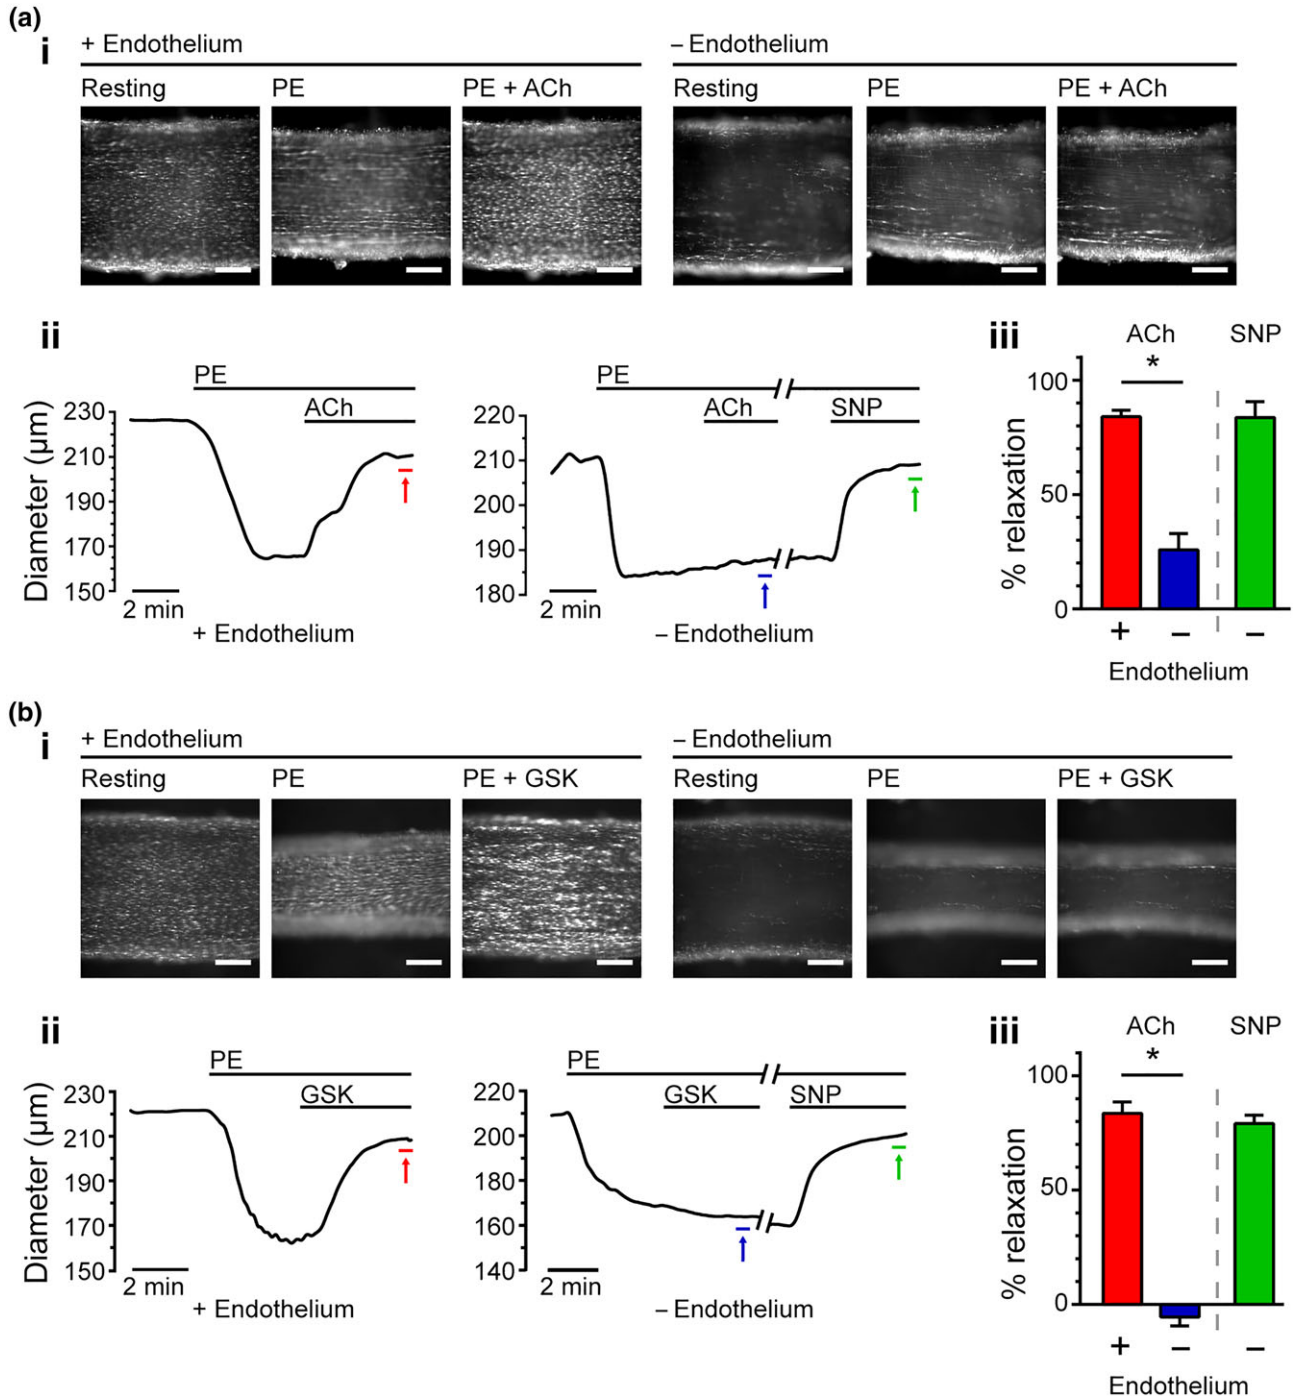 (a)
i
+ Endothelium
– Endothelium
Resting
PE
PE + ACh
Resting
PE
PE + ACh
ii
Diameter (µm)
230
210
190
170
150
PE
ACh
2 min
+ Endothelium
220
210
200
190
180
PE
ACh
SNP
2 min
– Endothelium
iii
ACh
SNP
*
% relaxation
100
50
0
+
–
–
Endothelium
(b)
i
+ Endothelium
– Endothelium
Resting
PE
PE + GSK
Resting
PE
PE + GSK
ii
Diameter (µm)
230
210
190
170
150
PE
GSK
2 min
+ Endothelium
220
200
180
160
140
PE
GSK
SNP
2 min
– Endothelium
iii
ACh
SNP
*
% relaxation
100
50
0
+
–
–
Endothelium